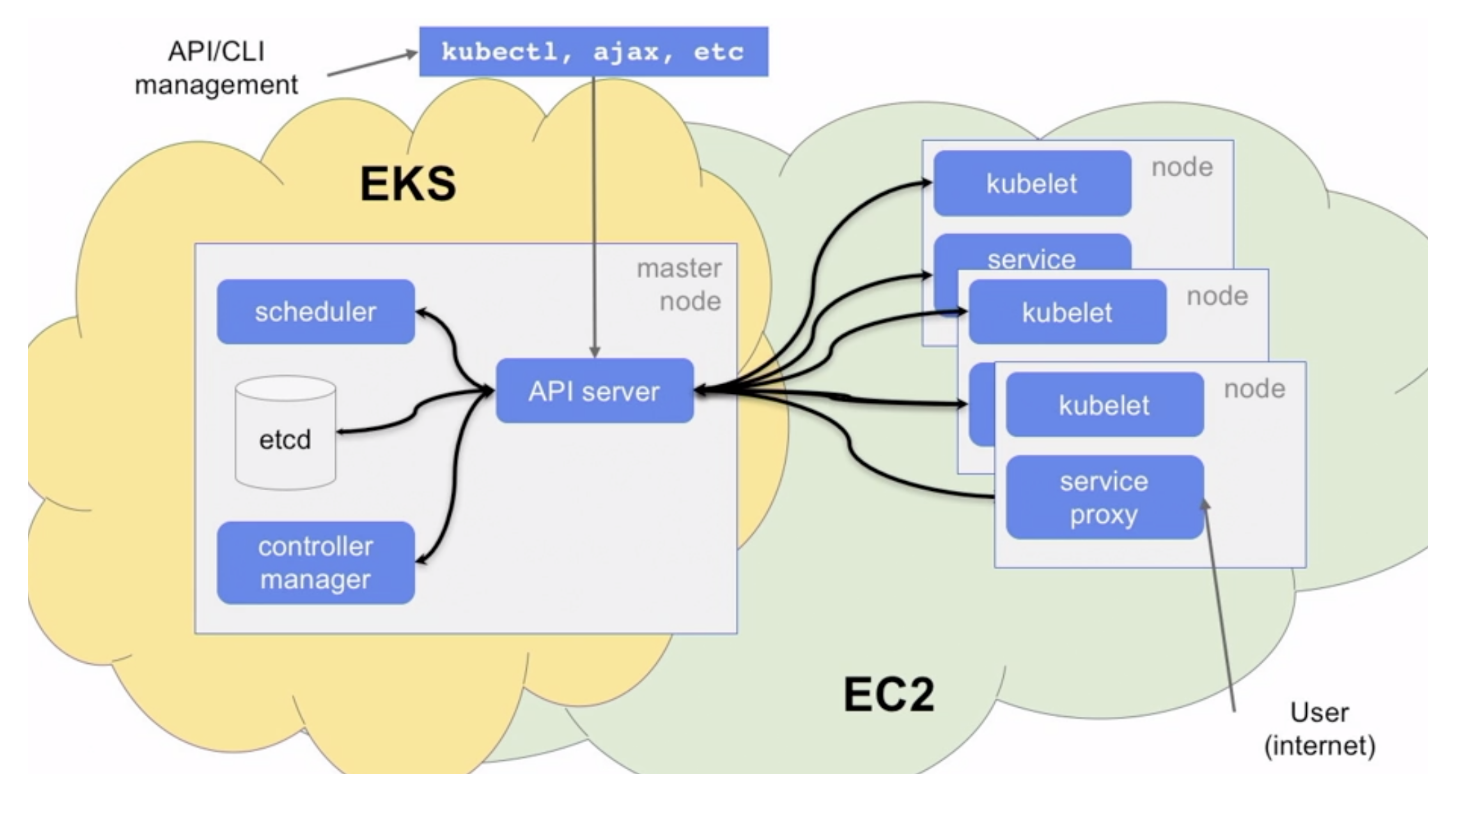 API/CLI
management
kubectl, ajax, etc
EKS
master
node
scheduler
API server
etcd
controller
manager
kubelet
node
service
kubelet
node
kubelet
node
service
proxy
EC2
User
(internet)